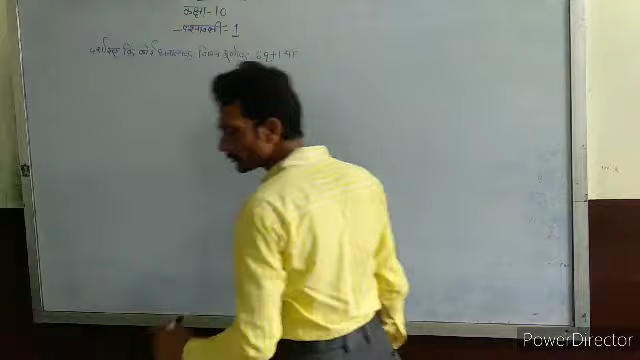 कक्षा-10
प्रश्नावली = 1
दर्शाइए कि कोई धनात्मक विषम पूर्णांक 6q+1 या
PowerDirector